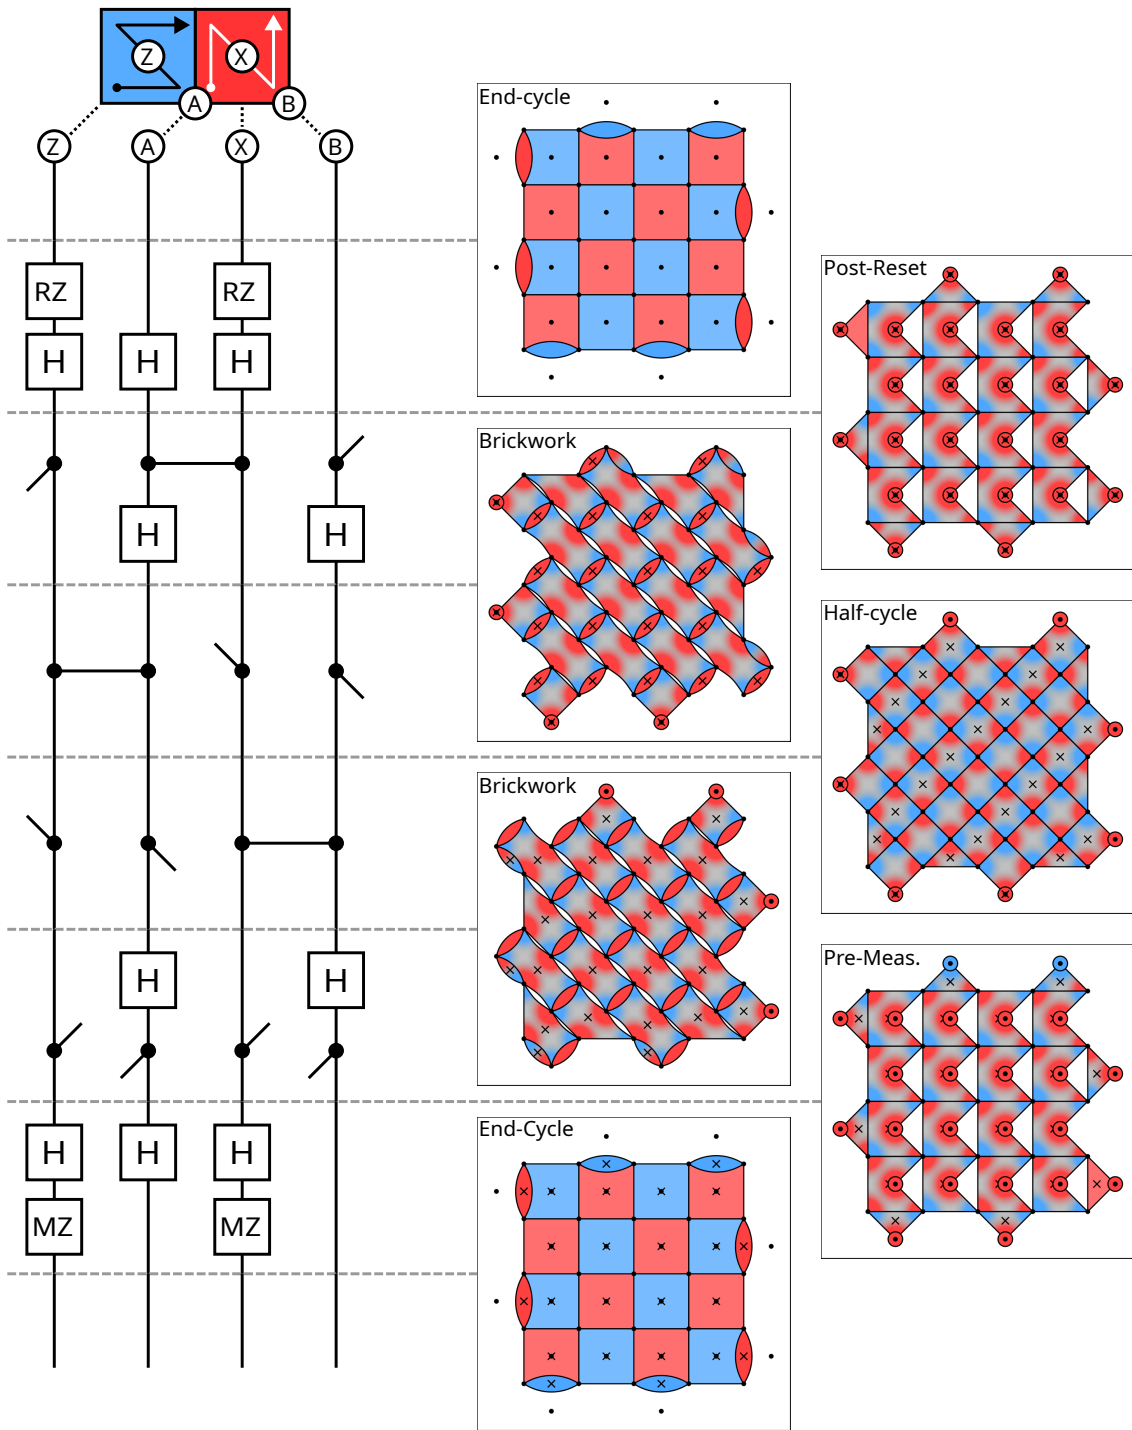 Z X
A B
Z A X B
End-cycle
Post-Reset
RZ RZ
H H H
Brickwork
H H
Half-cycle
Brickwork
Pre-Meas.
H H
End-Cycle
H H H
MZ MZ